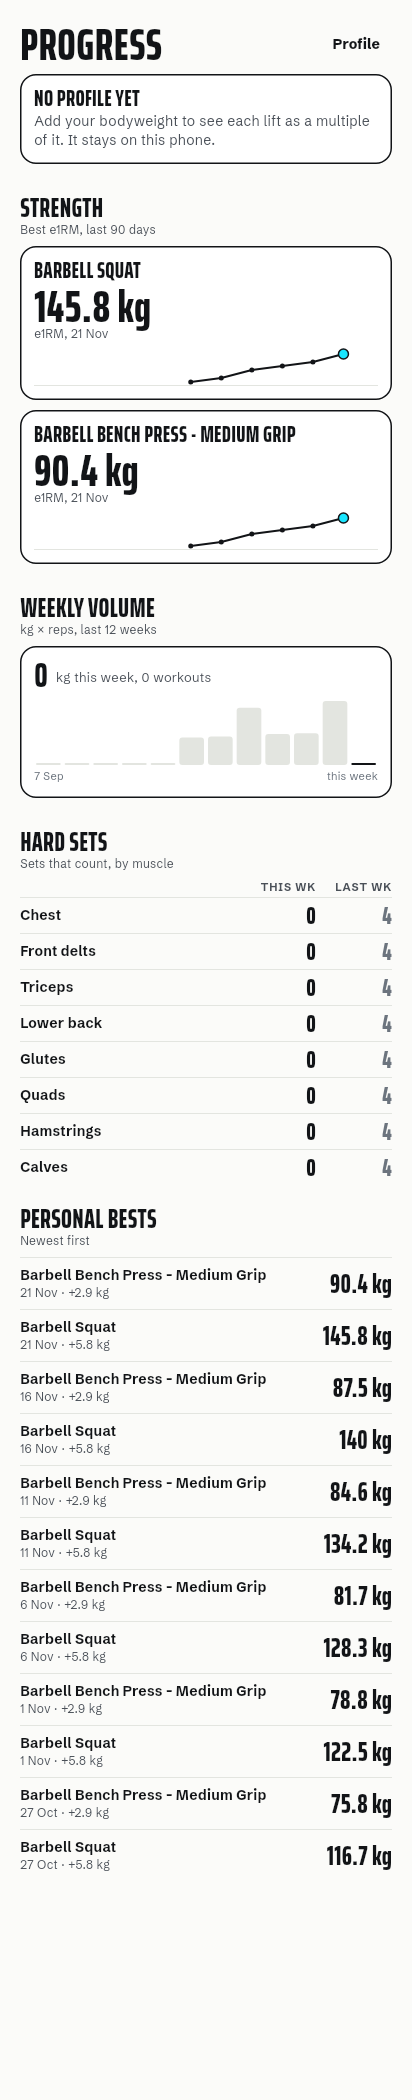 PROGRESS
Profile
NO PROFILE YET
Add your bodyweight to see each lift as a multiple
of it. It stays on this phone.
STRENGTH
Best e1RM, last 90 days
BARBELL SQUAT
145.8 kg
e1RM, 21 Nov
BARBELL BENCH PRESS - MEDIUM GRIP
90.4 kg
e1RM, 21 Nov
WEEKLY VOLUME
kg × reps, last 12 weeks
0 kg this week, 0 workouts
7 Sep this week
HARD SETS
Sets that count, by muscle
THIS WK LAST WK
Chest 0 4
Front delts 0 4
Triceps 0 4
Lower back 0 4
Glutes 0 4
Quads 0 4
Hamstrings 0 4
Calves 0 4
PERSONAL BESTS
Newest first
Barbell Bench Press - Medium Grip
21 Nov · +2.9 kg
90.4 kg
Barbell Squat
21 Nov · +5.8 kg
145.8 kg
Barbell Bench Press - Medium Grip
16 Nov · +2.9 kg
87.5 kg
Barbell Squat
16 Nov · +5.8 kg
140 kg
Barbell Bench Press - Medium Grip
11 Nov · +2.9 kg
84.6 kg
Barbell Squat
11 Nov · +5.8 kg
134.2 kg
Barbell Bench Press - Medium Grip
6 Nov · +2.9 kg
81.7 kg
Barbell Squat
6 Nov · +5.8 kg
128.3 kg
Barbell Bench Press - Medium Grip
1 Nov · +2.9 kg
78.8 kg
Barbell Squat
1 Nov · +5.8 kg
122.5 kg
Barbell Bench Press - Medium Grip
27 Oct · +2.9 kg
75.8 kg
Barbell Squat
27 Oct · +5.8 kg
116.7 kg